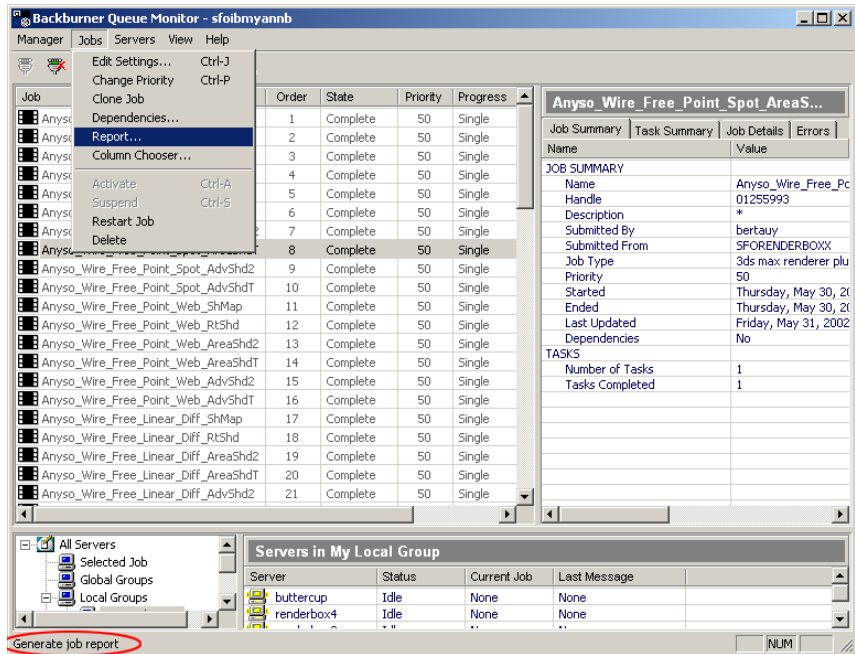 Backburner Queue Monitor - sfoibmyannb
Manager Jobs Servers View Help
Edit Settings... Ctrl-J
Change Priority Ctrl-P
Clone Job
Dependencies...
Report...
Column Chooser...
Activate Ctrl-A
Suspend Ctrl-S
Restart Job
Delete
Job Order State Priority Progress
Anyso 1 Complete 50 Single
Anyso 2 Complete 50 Single
Anyso 3 Complete 50 Single
Anyso 4 Complete 50 Single
Anyso 5 Complete 50 Single
Anyso 6 Complete 50 Single
Anyso 2 7 Complete 50 Single
8 Complete 50 Single
Anyso_Wire_Free_Point_Spot_AdvShd2 9 Complete 50 Single
Anyso_Wire_Free_Point_Spot_AdvShdT 10 Complete 50 Single
Anyso_Wire_Free_Point_Web_ShMap 11 Complete 50 Single
Anyso_Wire_Free_Point_Web_RtShd 12 Complete 50 Single
Anyso_Wire_Free_Point_Web_AreaShd2 13 Complete 50 Single
Anyso_Wire_Free_Point_Web_AreaShdT 14 Complete 50 Single
Anyso_Wire_Free_Point_Web_AdvShd2 15 Complete 50 Single
Anyso_Wire_Free_Point_Web_AdvShdT 16 Complete 50 Single
Anyso_Wire_Free_Linear_Diff_ShMap 17 Complete 50 Single
Anyso_Wire_Free_Linear_Diff_RtShd 18 Complete 50 Single
Anyso_Wire_Free_Linear_Diff_AreaShd2 19 Complete 50 Single
Anyso_Wire_Free_Linear_Diff_AreaShdT 20 Complete 50 Single
Anyso_Wire_Free_Linear_Diff_AdvShd2 21 Complete 50 Single
Anyso_Wire_Free_Point_Spot_AreaS...
Job Summary Task Summary Job Details Errors
Name Value
JOB SUMMARY
Name Anyso_Wire_Free_Pc
Handle 01255993
Description *
Submitted By bertauy
Submitted From SFORENDERBOXX
Job Type 3ds max renderer plu
Priority 50
Started Thursday, May 30, 20
Ended Thursday, May 30, 20
Last Updated Friday, May 31, 2002
Dependencies No
TASKS
Number of Tasks 1
Tasks Completed 1
All Servers
Selected Job
Global Groups
Local Groups
Servers in My Local Group
Server Status Current Job Last Message
buttercup Idle None None
renderbox4 Idle None None
Generate job report
NUM